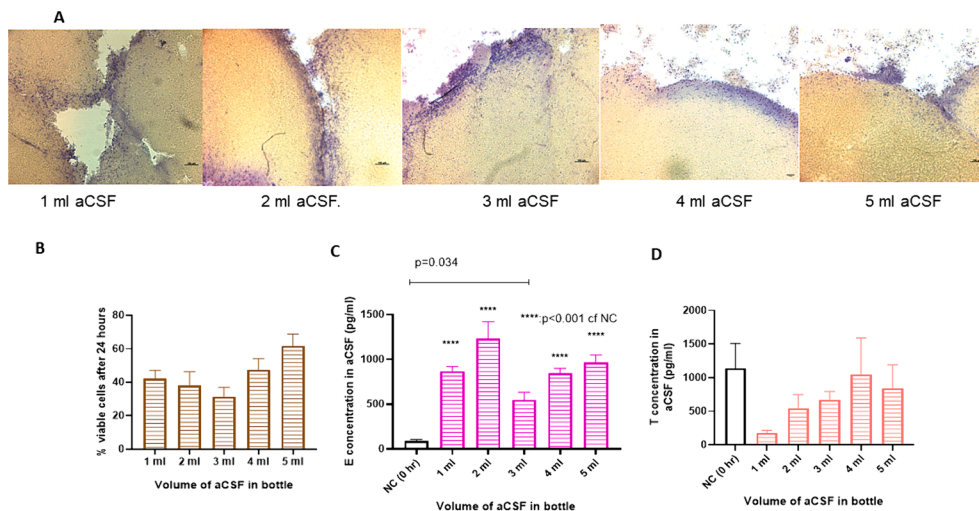 A
1 ml aCSF
2 ml aCSF.
3 ml aCSF
4 ml aCSF
5 ml aCSF
B
% viable cells after 24 hours
80
60
40
20
0
1 ml
2 ml
3 ml
4 ml
5 ml
Volume of aCSF in bottle
C
p=0.034
E concentration in aCSF (pg/ml)
1500
1000
500
0
****
****
****:p<0.001 cf NC
****
****
NC (0 hr)
1 ml
2 ml
3 ml
4 ml
5 ml
Volume of aCSF in bottle
D
T concentration in
aCSF (pg/ml)
2000
1500
1000
500
0
NC (0 hr)
1 ml
2 ml
3 ml
4 ml
5 ml
Volume of aCSF in bottle